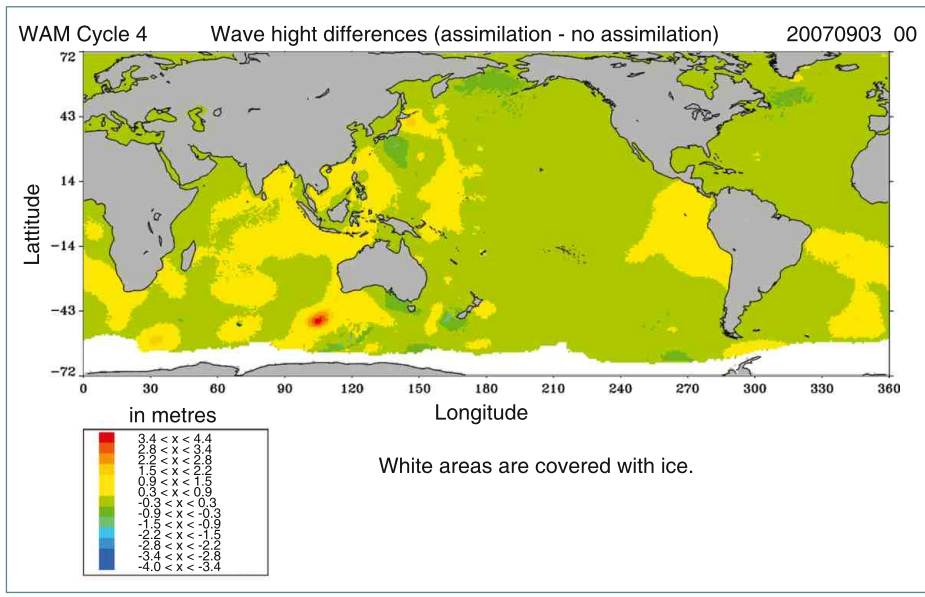 WAM Cycle 4 Wave hight differences (assimilation - no assimilation) 20070903 00
72
43
14
-14
-43
-72
Lattitude
0 30 60 90 120 150 180 210 240 270 300 330 360
Longitude
in metres
3.4 < x < 4.4
2.8 < x < 3.4
2.2 < x < 2.8
1.5 < x < 2.2
0.9 < x < 1.5
0.3 < x < 0.9
-0.3 < x < 0.3
-0.9 < x < -0.3
-1.5 < x < -0.9
-2.2 < x < -1.5
-2.8 < x < -2.2
-3.4 < x < -2.8
-4.0 < x < -3.4
White areas are covered with ice.